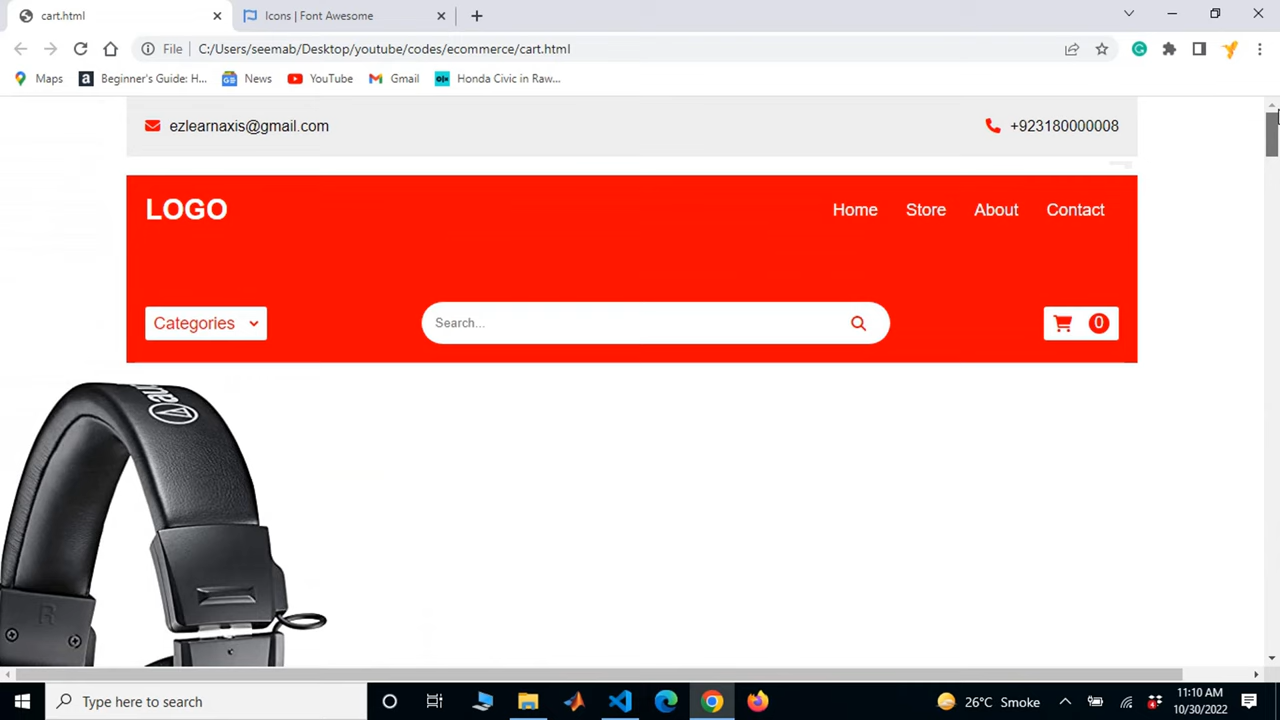 cart.html
Icons | Font Awesome
File
C:/Users/seemab/Desktop/youtube/codes/ecommerce/cart.html
Maps
a
Beginner's Guide: H...
News
YouTube
Gmail
olx
Honda Civic in Raw...
ezlearnaxis@gmail.com
+923180000008
LOGO
Home
Store
About
Contact
Categories
Search...
0
R
Type here to search
26°C Smoke
11:10 AM
10/30/2022